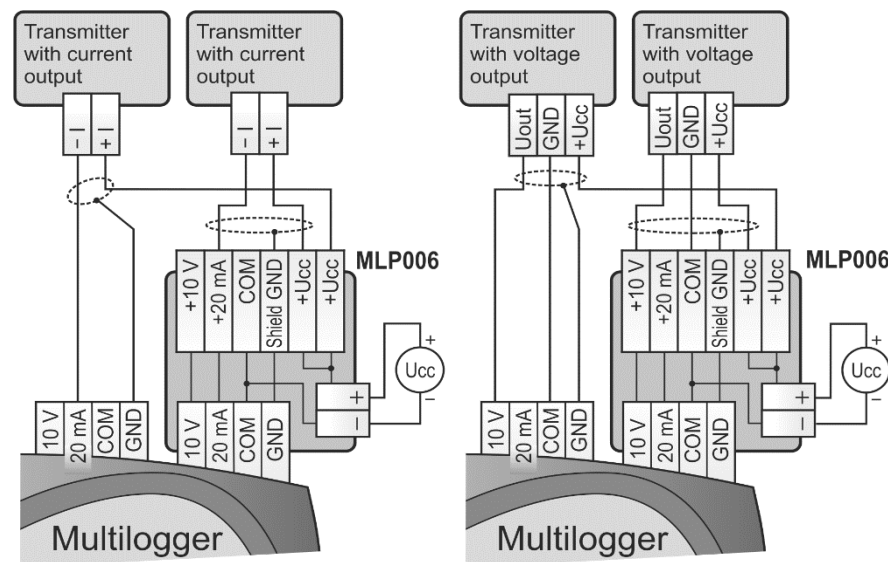 Transmitter
with current
output
Transmitter
with current
output
– I
+ I
– I
+ I
MLP006
+10 V
+20 mA
COM
Shield GND
+Ucc
+Ucc
+
Ucc
–
+
–
10 V
20 mA
COM
GND
10 V
20 mA
COM
GND
Multilogger
Transmitter
with voltage
output
Transmitter
with voltage
output
Uout
GND
+Ucc
Uout
GND
+Ucc
MLP006
+10 V
+20 mA
COM
Shield GND
+Ucc
+Ucc
+
Ucc
–
+
–
10 V
20 mA
COM
GND
10 V
20 mA
COM
GND
Multilogger